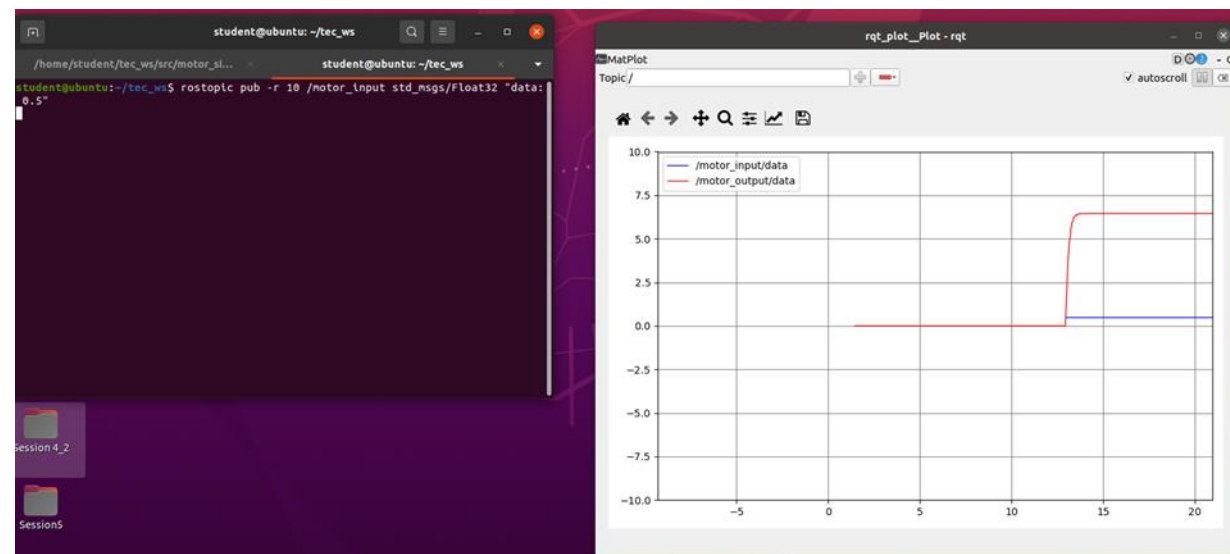 student@ubuntu: ~/tec_ws
/home/student/tec_ws/src/motor_si...
student@ubuntu: ~/tec_ws
student@ubuntu:~/tec_ws$ rostopic pub -r 10 /motor_input std_msgs/Float32 "data:
0.5"
Session 4_2
Session5
rqt_plot__Plot - rqt
MatPlot
Topic /
autoscroll
10.0
7.5
5.0
2.5
0.0
−2.5
−5.0
−7.5
−10.0
/motor_input/data
/motor_output/data
−5
0
5
10
15
20